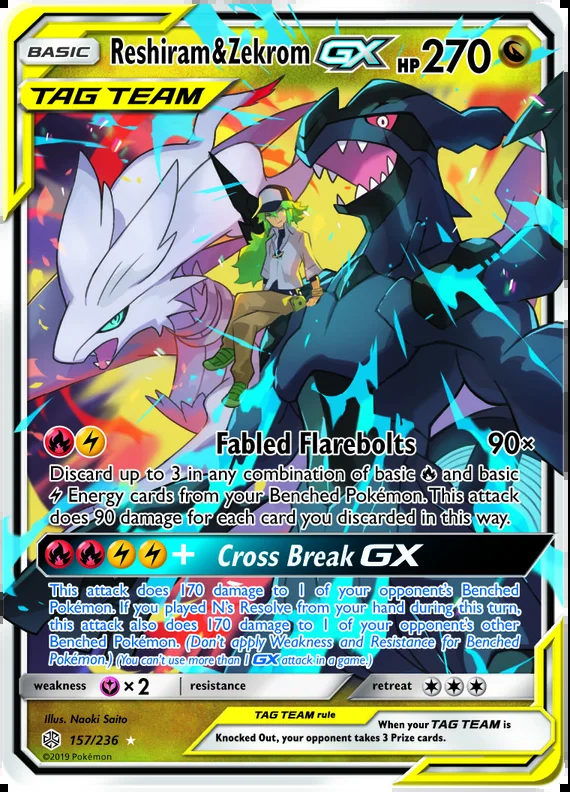 BASIC Reshiram&Zekrom GX HP 270
TAG TEAM
Fabled Flarebolts 90×
Discard up to 3 in any combination of basic and basic
Energy cards from your Benched Pokémon. This attack
does 90 damage for each card you discarded in this way.
+ Cross Break GX
This attack does 170 damage to 1 of your opponent's Benched
Pokémon. If you played N's Resolve from your hand during this turn,
this attack also does 170 damage to 1 of your opponent's other
Benched Pokémon. (Don't apply Weakness and Resistance for Benched
Pokémon.) (You can't use more than 1 GX attack in a game.)
weakness × 2 resistance retreat
Illus. Naoki Saito
157/236
©2019 Pokémon
TAG TEAM rule
When your TAG TEAM is
Knocked Out, your opponent takes 3 Prize cards.